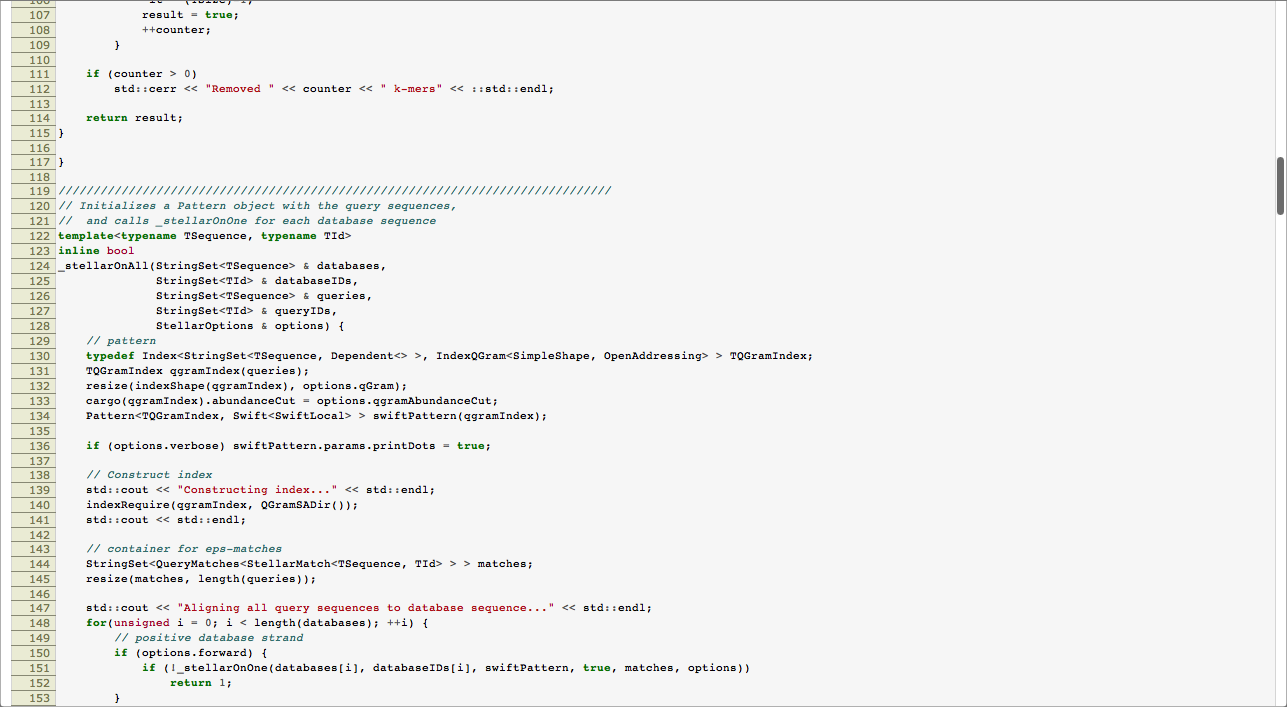 107 result = true;
108 ++counter;
109 }
110
111 if (counter > 0)
112 std::cerr << "Removed " << counter << " k-mers" << ::std::endl;
113
114 return result;
115 }
116
117 }
118
119 ///////////////////////////////////////////////////////////////////////////////
120 // Initializes a Pattern object with the query sequences,
121 //  and calls _stellarOnOne for each database sequence
122 template<typename TSequence, typename TId>
123 inline bool
124 _stellarOnAll(StringSet<TSequence> & databases,
125 StringSet<TId> & databaseIDs,
126 StringSet<TSequence> & queries,
127 StringSet<TId> & queryIDs,
128 StellarOptions & options) {
129 // pattern
130 typedef Index<StringSet<TSequence, Dependent<> >, IndexQGram<SimpleShape, OpenAddressing> > TQGramIndex;
131 TQGramIndex qgramIndex(queries);
132 resize(indexShape(qgramIndex), options.qGram);
133 cargo(qgramIndex).abundanceCut = options.qgramAbundanceCut;
134 Pattern<TQGramIndex, Swift<SwiftLocal> > swiftPattern(qgramIndex);
135
136 if (options.verbose) swiftPattern.params.printDots = true;
137
138 // Construct index
139 std::cout << "Constructing index..." << std::endl;
140 indexRequire(qgramIndex, QGramSADir());
141 std::cout << std::endl;
142
143 // container for eps-matches
144 StringSet<QueryMatches<StellarMatch<TSequence, TId> > > matches;
145 resize(matches, length(queries));
146
147 std::cout << "Aligning all query sequences to database sequence..." << std::endl;
148 for(unsigned i = 0; i < length(databases); ++i) {
149 // positive database strand
150 if (options.forward) {
151 if (!_stellarOnOne(databases[i], databaseIDs[i], swiftPattern, true, matches, options))
152 return 1;
153 }